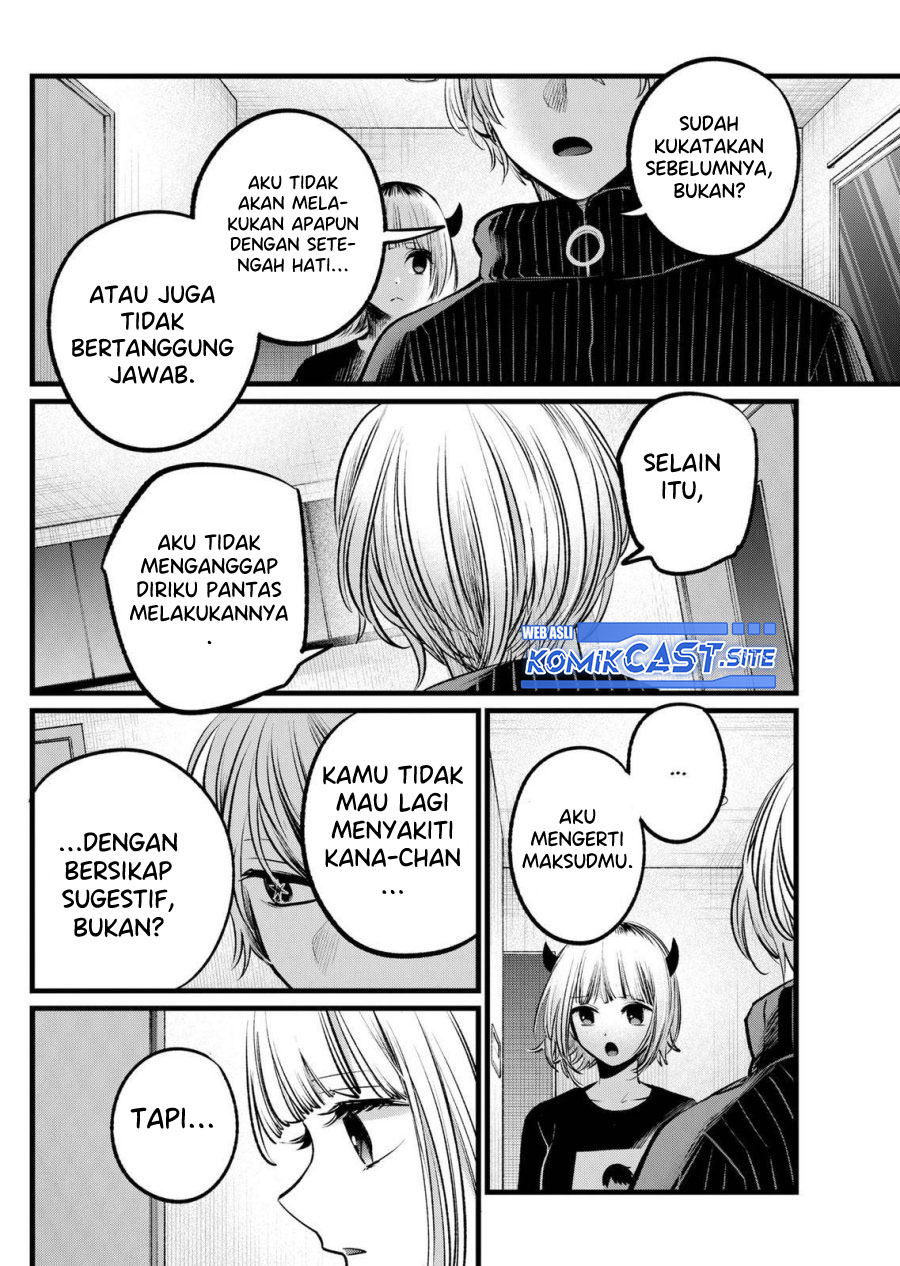 SUDAH
KUKATAKAN
SEBELUMNYA,
BUKAN?
AKU TIDAK
AKAN MELA-
KUKAN APAPUN
DENGAN SETE-
NGAH HATI...
ATAU JUGA
TIDAK
BERTANGGUNG
JAWAB.
SELAIN
ITU,
AKU TIDAK
MENGANGGAP
DIRIKU PANTAS
MELAKUKANNYA
.
WEB ASLI
KOMIKCAST.SITE
...
AKU
MENGERTI
MAKSUDMU.
KAMU TIDAK
MAU LAGI
MENYAKITI
KANA-CHAN
...
...DENGAN
BERSIKAP
SUGESTIF,
BUKAN?
TAPI...